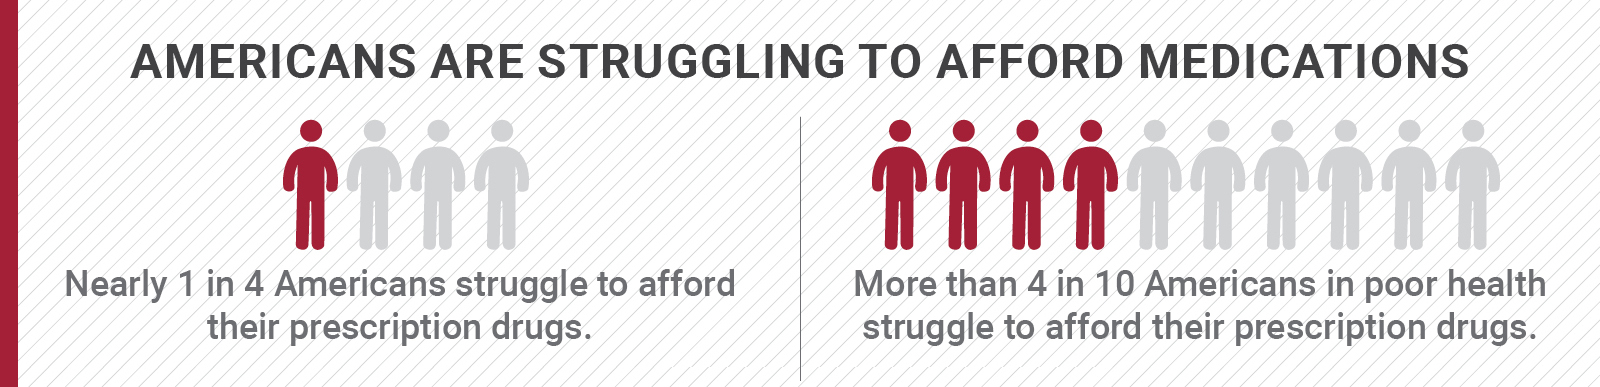 AMERICANS ARE STRUGGLING TO AFFORD MEDICATIONS
Nearly 1 in 4 Americans struggle to afford
their prescription drugs.
More than 4 in 10 Americans in poor health
struggle to afford their prescription drugs.